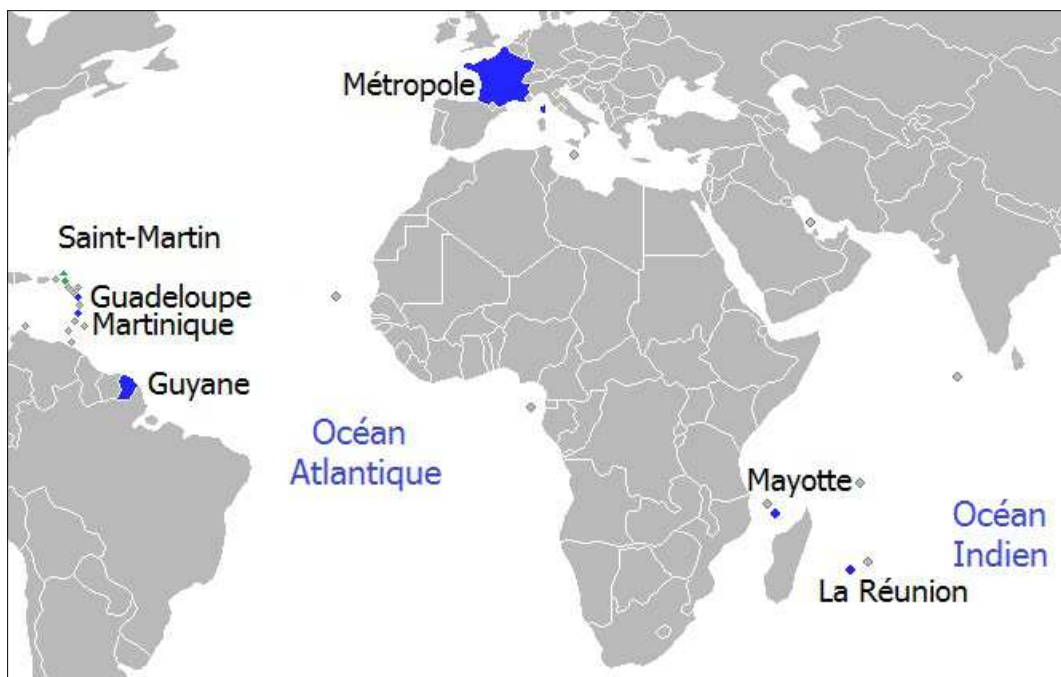 Métropole
Saint-Martin
Guadeloupe
Martinique
Guyane
Océan
Atlantique
Mayotte
Océan
Indien
La Réunion